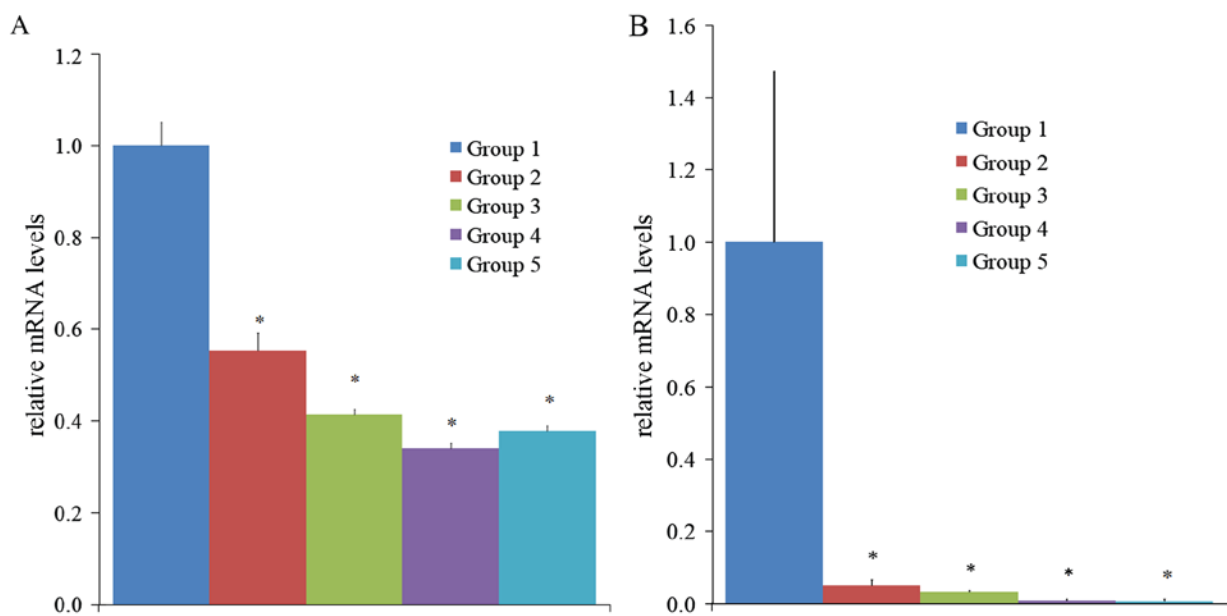 A
relative mRNA levels
1.2
1.0
0.8
0.6
0.4
0.2
0.0
Group 1
Group 2
Group 3
Group 4
Group 5
*
*
*
*
B
relative mRNA levels
1.6
1.4
1.2
1.0
0.8
0.6
0.4
0.2
0.0
Group 1
Group 2
Group 3
Group 4
Group 5
*
*
*
*